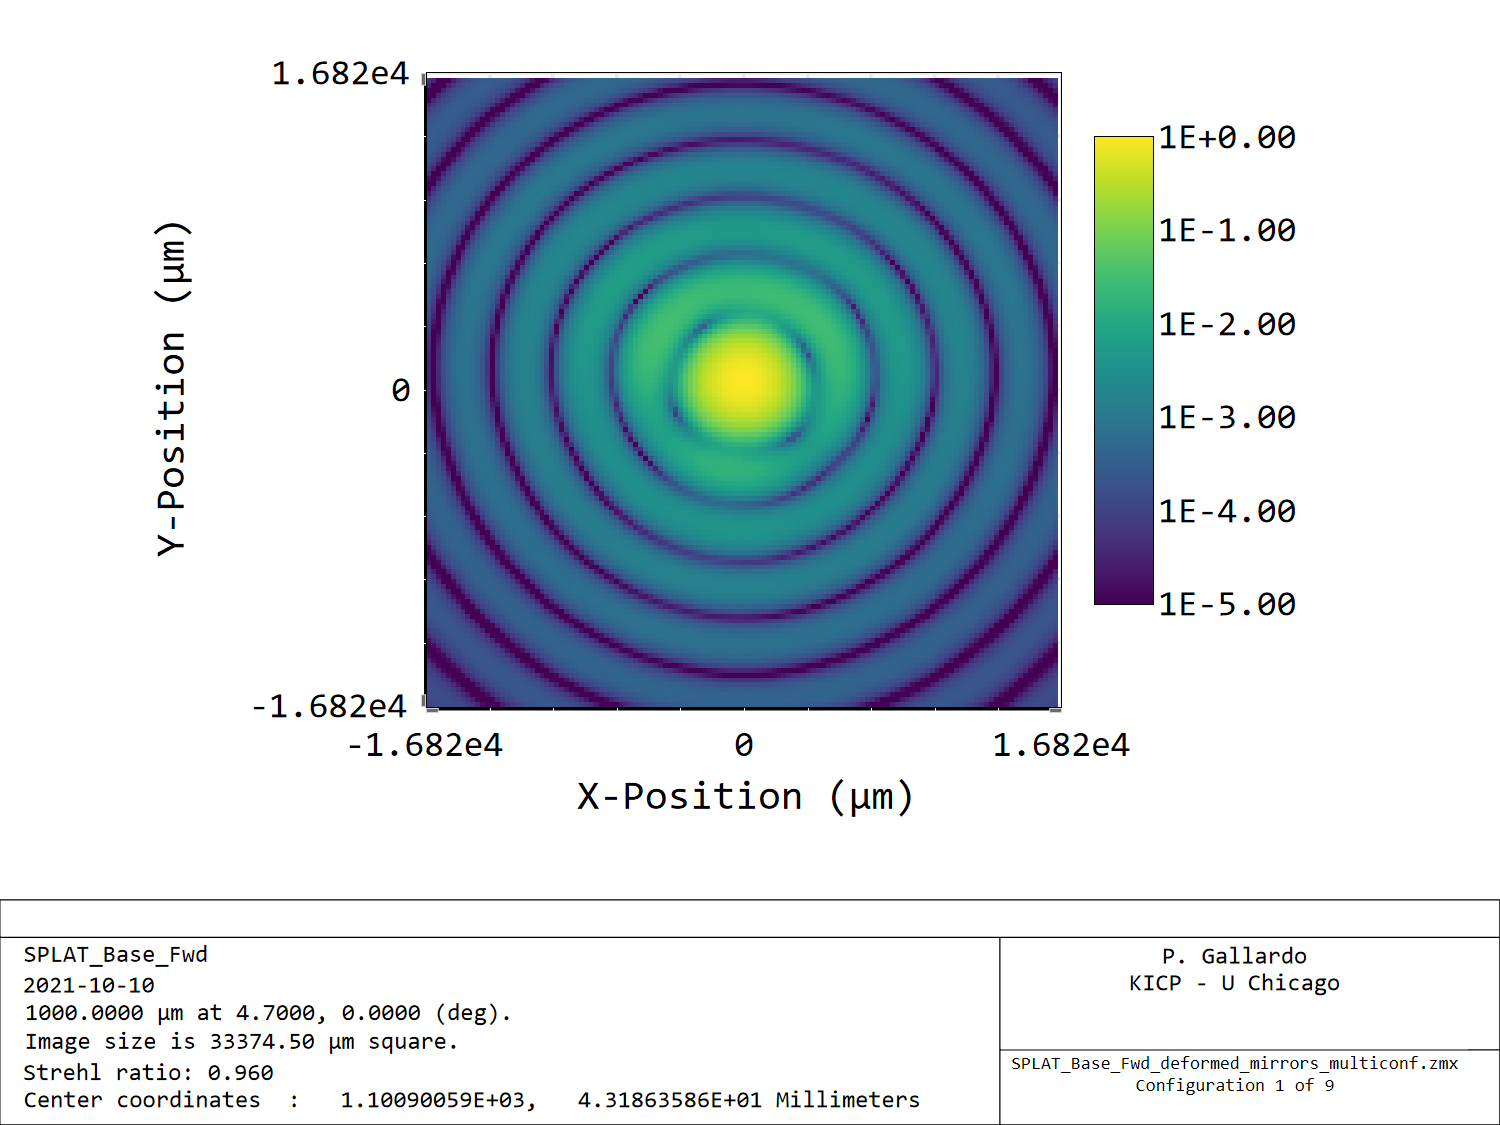 1.682e4
0
-1.682e4
Y-Position (µm)
-1.682e4 0 1.682e4
X-Position (µm)
1E+0.00
1E-1.00
1E-2.00
1E-3.00
1E-4.00
1E-5.00
SPLAT_Base_Fwd
2021-10-10
1000.0000 µm at 4.7000, 0.0000 (deg).
Image size is 33374.50 µm square.
Strehl ratio: 0.960
Center coordinates : 1.10090059E+03, 4.31863586E+01 Millimeters
P. Gallardo
KICP - U Chicago
SPLAT_Base_Fwd_deformed_mirrors_multiconf.zmx
Configuration 1 of 9